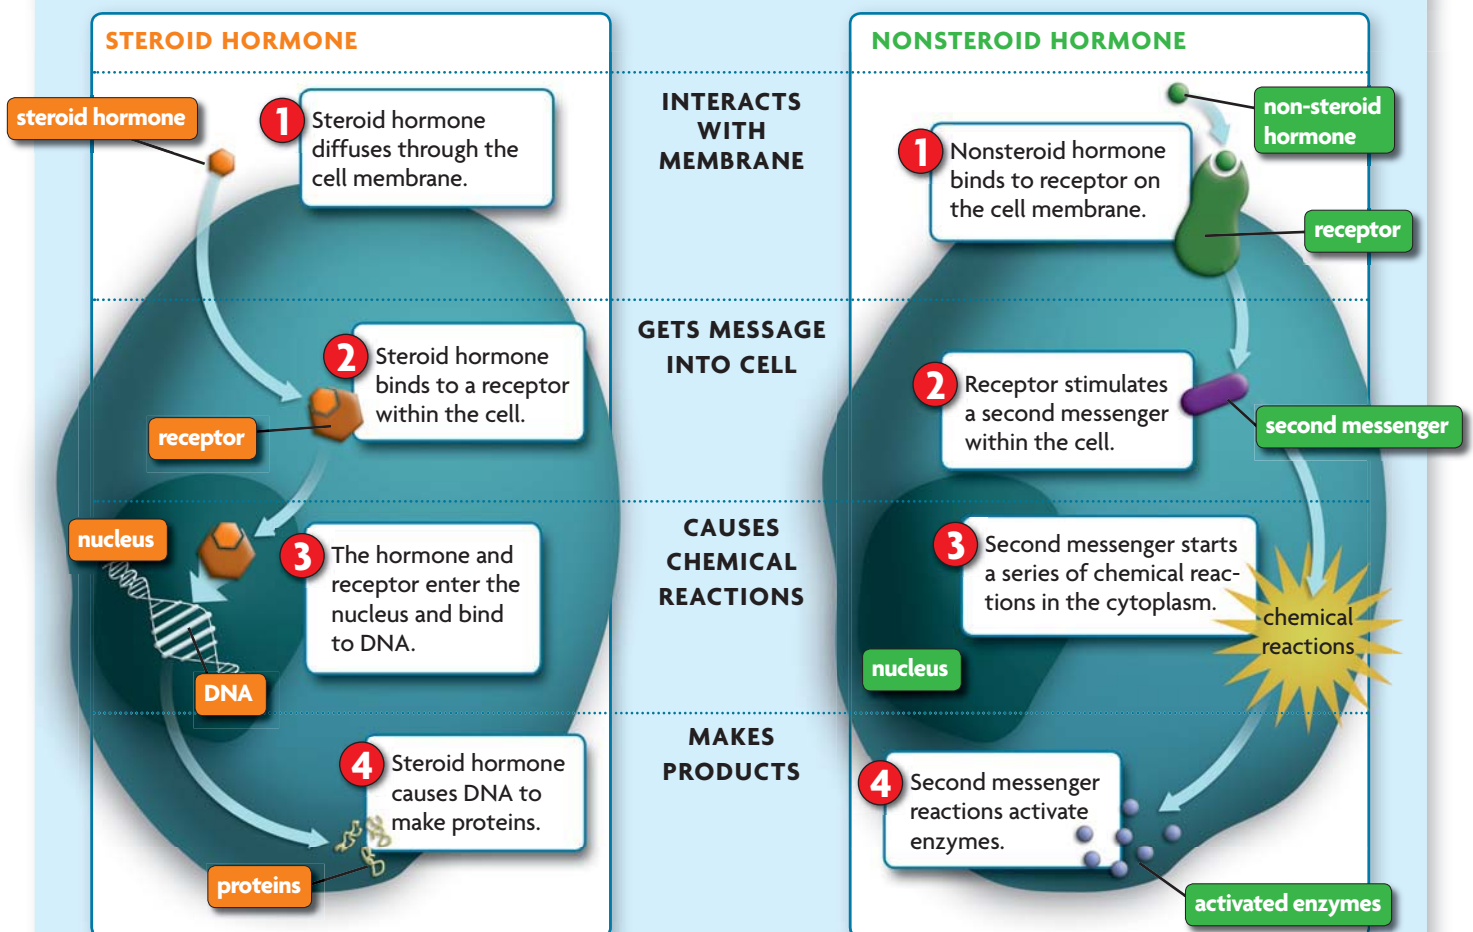 STEROID HORMONE
steroid hormone
1
Steroid hormone
diffuses through the
cell membrane.
2
Steroid hormone
binds to a receptor
within the cell.
receptor
nucleus
3
The hormone and
receptor enter the
nucleus and bind
to DNA.
DNA
4
Steroid hormone
causes DNA to
make proteins.
proteins
INTERACTS
WITH
MEMBRANE
GETS MESSAGE
INTO CELL
CAUSES
CHEMICAL
REACTIONS
MAKES
PRODUCTS
NONSTEROID HORMONE
non-steroid
hormone
1
Nonsteroid hormone
binds to receptor on
the cell membrane.
receptor
2
Receptor stimulates
a second messenger
within the cell.
second messenger
3
Second messenger starts
a series of chemical reac-
tions in the cytoplasm.
chemical
reactions
nucleus
4
Second messenger
reactions activate
enzymes.
activated enzymes